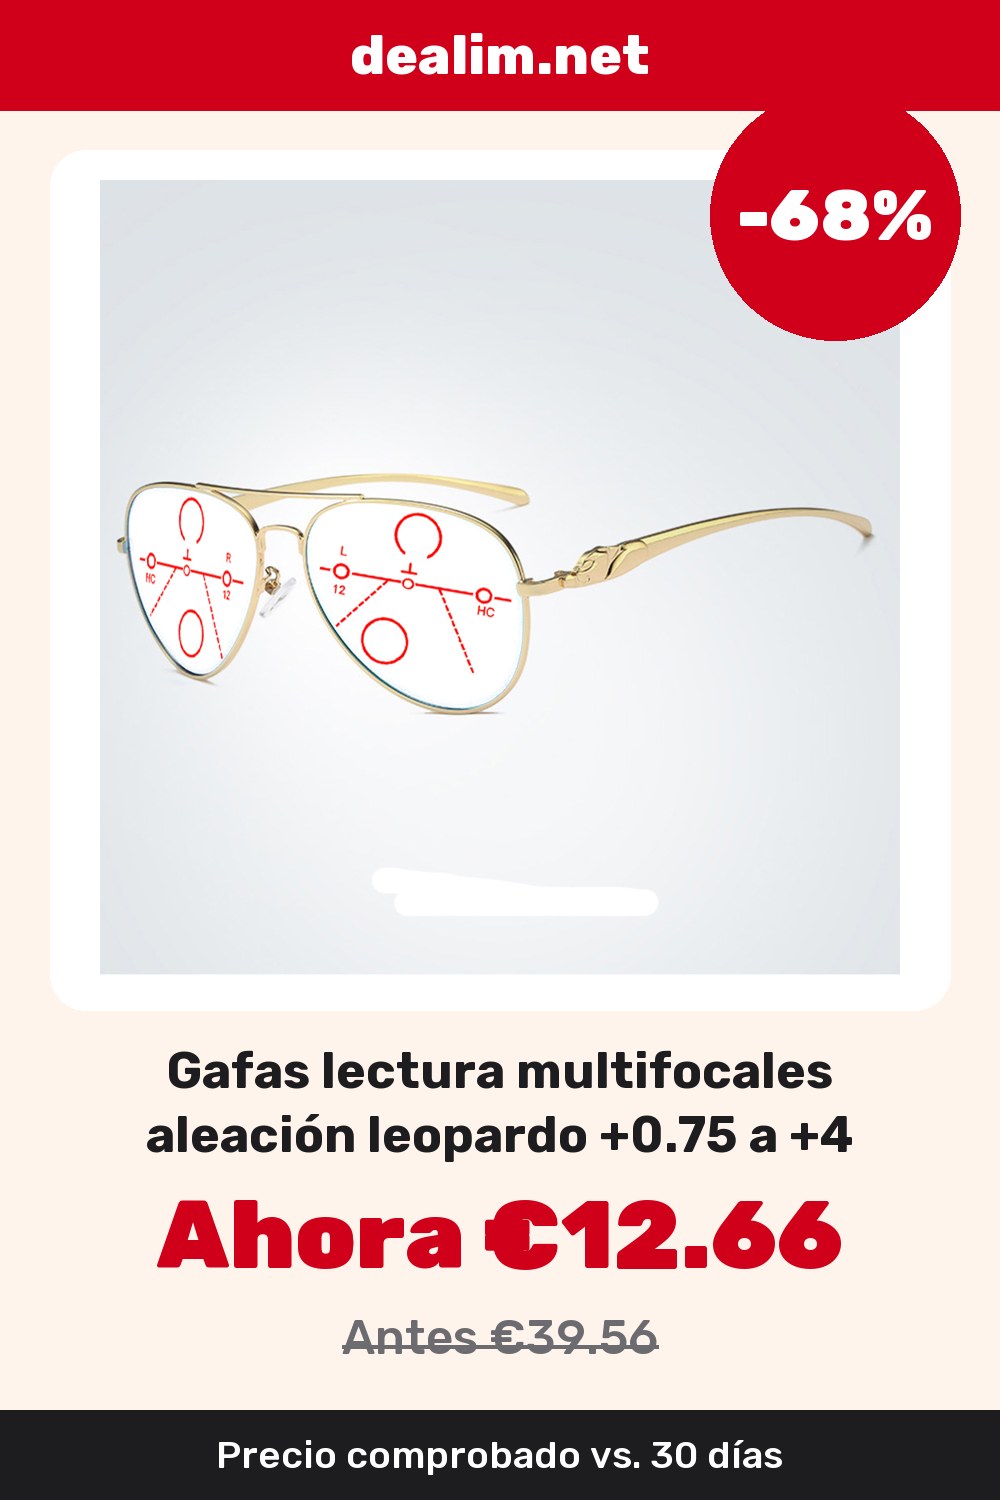 dealim.net
-68%
R
HC
12
L
12
HC
Gafas lectura multifocales
aleación leopardo +0.75 a +4
Ahora €12.66
Antes €39.56
Precio comprobado vs. 30 días